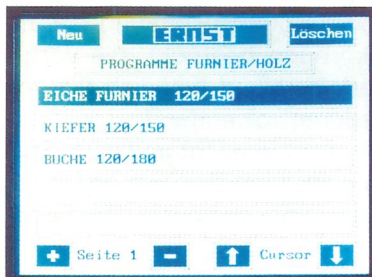 Neu ERNST Löschen
PROGRAMME FURNIER/HOLZ
EICHE FURNIER 120/150
KIEFER 120/150
BUCHE 120/180
+ Seite 1 - ↑ Cursor ↓